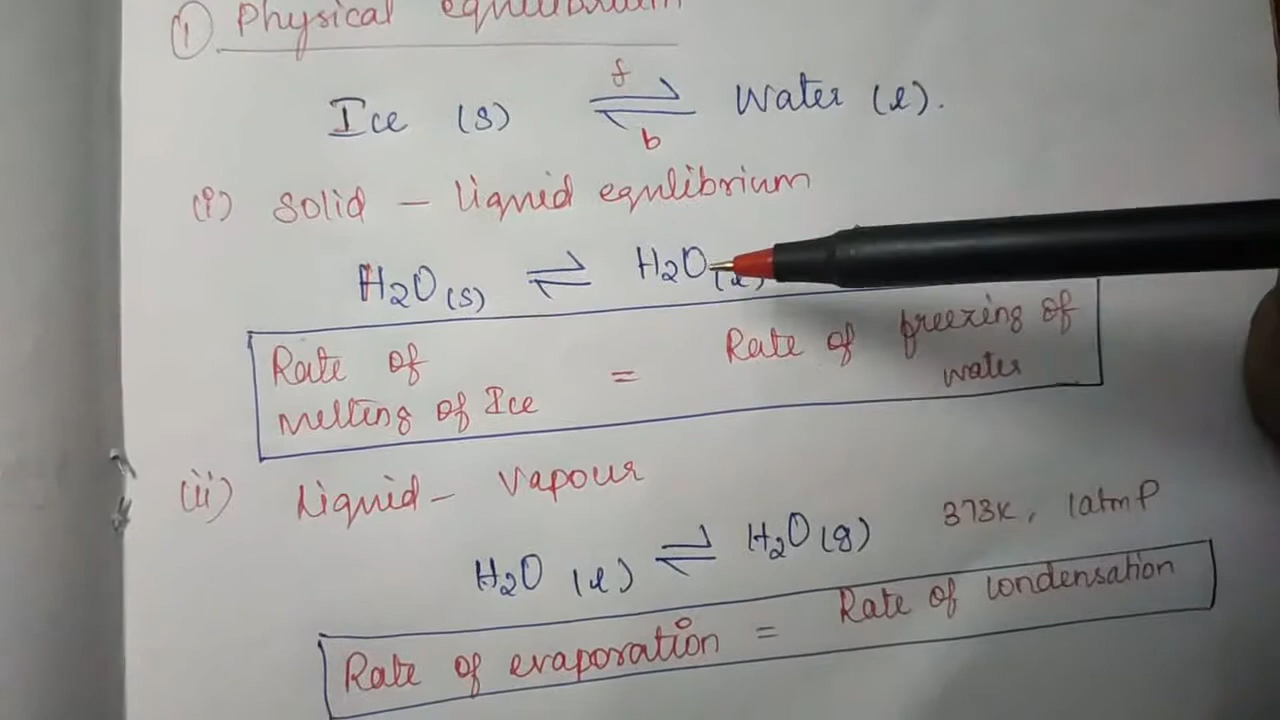 ① Physical equilibrium
Ice (s) ⇌ Water (l).
f
b
(i) Solid – liquid equlibrium
H₂O(s) ⇌ H₂O(l)
Rate of melting of Ice = Rate of freezing of water
(ii) Liquid – Vapour
H₂O (l) ⇌ H₂O(g) 373K, 1atm P
Rate of evaporation = Rate of condensation